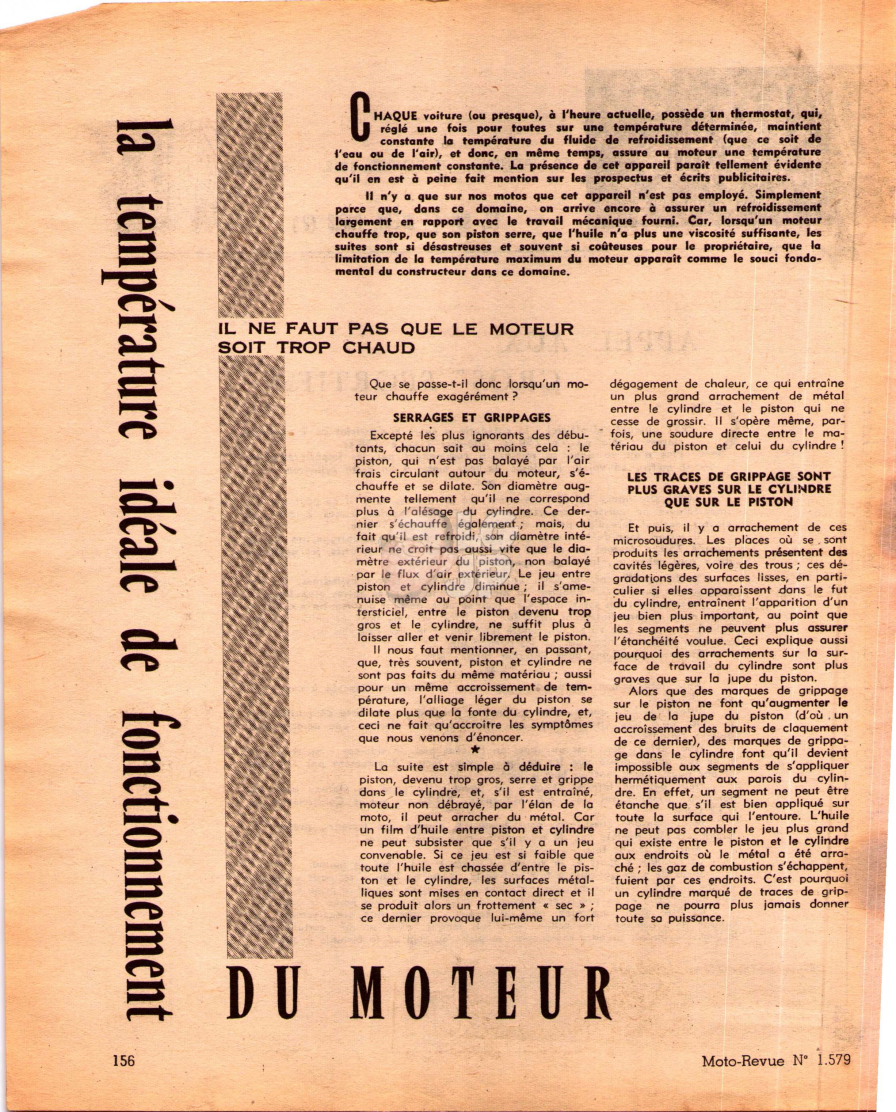 la température idéale de fonctionnement
DU MOTEUR
CHAQUE voiture (ou presque), à l'heure actuelle, possède un thermostat, qui,
réglé une fois pour toutes sur une température déterminée, maintient
constante la température du fluide de refroidissement (que ce soit de
l'eau ou de l'air), et donc, en même temps, assure au moteur une température
de fonctionnement constante. La présence de cet appareil paraît tellement évidente
qu'il en est à peine fait mention sur les prospectus et écrits publicitaires.
Il n'y a que sur nos motos que cet appareil n'est pas employé. Simplement
parce que, dans ce domaine, on arrive encore à assurer un refroidissement
largement en rapport avec le travail mécanique fourni. Car, lorsqu'un moteur
chauffe trop, que son piston serre, que l'huile n'a plus une viscosité suffisante, les
suites sont si désastreuses et souvent si coûteuses pour le propriétaire, que la
limitation de la température maximum du moteur apparaît comme le souci fonda-
mental du constructeur dans ce domaine.
IL NE FAUT PAS QUE LE MOTEUR
SOIT TROP CHAUD
Que se passe-t-il donc lorsqu'un mo-
teur chauffe exagérément ?
SERRAGES ET GRIPPAGES
Excepté les plus ignorants des débu-
tants, chacun sait au moins cela : le
piston, qui n'est pas balayé par l'air
frais circulant autour du moteur, s'é-
chauffe et se dilate. Son diamètre aug-
mente tellement qu'il ne correspond
plus à l'alésage du cylindre. Ce der-
nier s'échauffe également ; mais, du
fait qu'il est refroidi, son diamètre inté-
rieur ne croît pas aussi vite que le dia-
mètre extérieur du piston, non balayé
par le flux d'air extérieur. Le jeu entre
piston et cylindre diminue ; il s'ame-
nuise même au point que l'espace in-
tersticiel, entre le piston devenu trop
gros et le cylindre, ne suffit plus à
laisser aller et venir librement le piston.
Il nous faut mentionner, en passant,
que, très souvent, piston et cylindre ne
sont pas faits du même matériau ; aussi
pour un même accroissement de tem-
pérature, l'alliage léger du piston se
dilate plus que la fonte du cylindre, et,
ceci ne fait qu'accroître les symptômes
que nous venons d'énoncer.
★
La suite est simple à déduire : le
piston, devenu trop gros, serre et grippe
dans le cylindre, et, s'il est entraîné,
moteur non débrayé, par l'élan de la
moto, il peut arracher du métal. Car
un film d'huile entre piston et cylindre
ne peut subsister que s'il y a un jeu
convenable. Si ce jeu est si faible que
toute l'huile est chassée d'entre le pis-
ton et le cylindre, les surfaces métal-
liques sont mises en contact direct et il
se produit alors un frottement « sec » ;
ce dernier provoque lui-même un fort
dégagement de chaleur, ce qui entraîne
un plus grand arrachement de métal
entre le cylindre et le piston qui ne
cesse de grossir. Il s'opère même, par-
fois, une soudure directe entre le ma-
tériau du piston et celui du cylindre !
LES TRACES DE GRIPPAGE SONT
PLUS GRAVES SUR LE CYLINDRE
QUE SUR LE PISTON
Et puis, il y a arrachement de ces
microsoudures. Les places où se sont
produits les arrachements présentent des
cavités légères, voire des trous ; ces dé-
gradations des surfaces lisses, en parti-
culier si elles apparaissent dans le fut
du cylindre, entraînent l'apparition d'un
jeu bien plus important, au point que
les segments ne peuvent plus assurer
l'étanchéité voulue. Ceci explique aussi
pourquoi des arrachements sur la sur-
face de travail du cylindre sont plus
graves que sur la jupe du piston.
Alors que des marques de grippage
sur le piston ne font qu'augmenter le
jeu de la jupe du piston (d'où un
accroissement des bruits de claquement
de ce dernier), des marques de grippa-
ge dans le cylindre font qu'il devient
impossible aux segments de s'appliquer
hermétiquement aux parois du cylin-
dre. En effet, un segment ne peut être
étanche que s'il est bien appliqué sur
toute la surface qui l'entoure. L'huile
ne peut pas combler le jeu plus grand
qui existe entre le piston et le cylindre
aux endroits où le métal a été arra-
ché ; les gaz de combustion s'échappent,
fuient par ces endroits. C'est pourquoi
un cylindre marqué de traces de grip-
page ne pourra plus jamais donner
toute sa puissance.
156
Moto-Revue N° 1.579